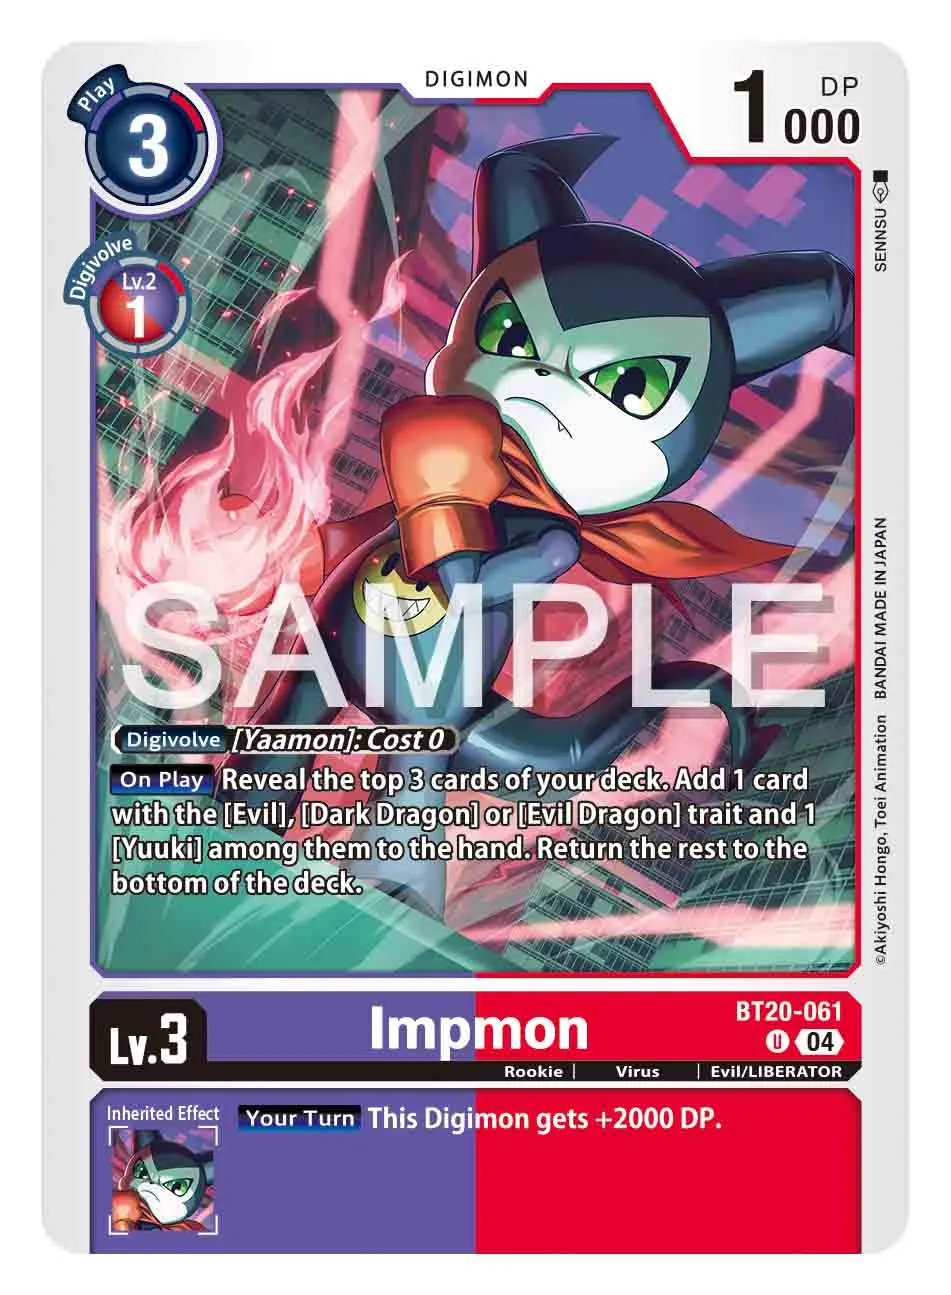 DIGIMON
Play
3
1000
DP
Digivolve
Lv.2
1
SENNSU
SAMPLE
Digivolve [Yaamon]: Cost 0
On Play Reveal the top 3 cards of your deck. Add 1 card
with the [Evil], [Dark Dragon] or [Evil Dragon] trait and 1
[Yuuki] among them to the hand. Return the rest to the
bottom of the deck.
©Akiyoshi Hongo, Toei Animation BANDAI MADE IN JAPAN
Lv.3
Impmon
BT20-061
U 04
Rookie | Virus | Evil/LIBERATOR
Inherited Effect
Your Turn This Digimon gets +2000 DP.